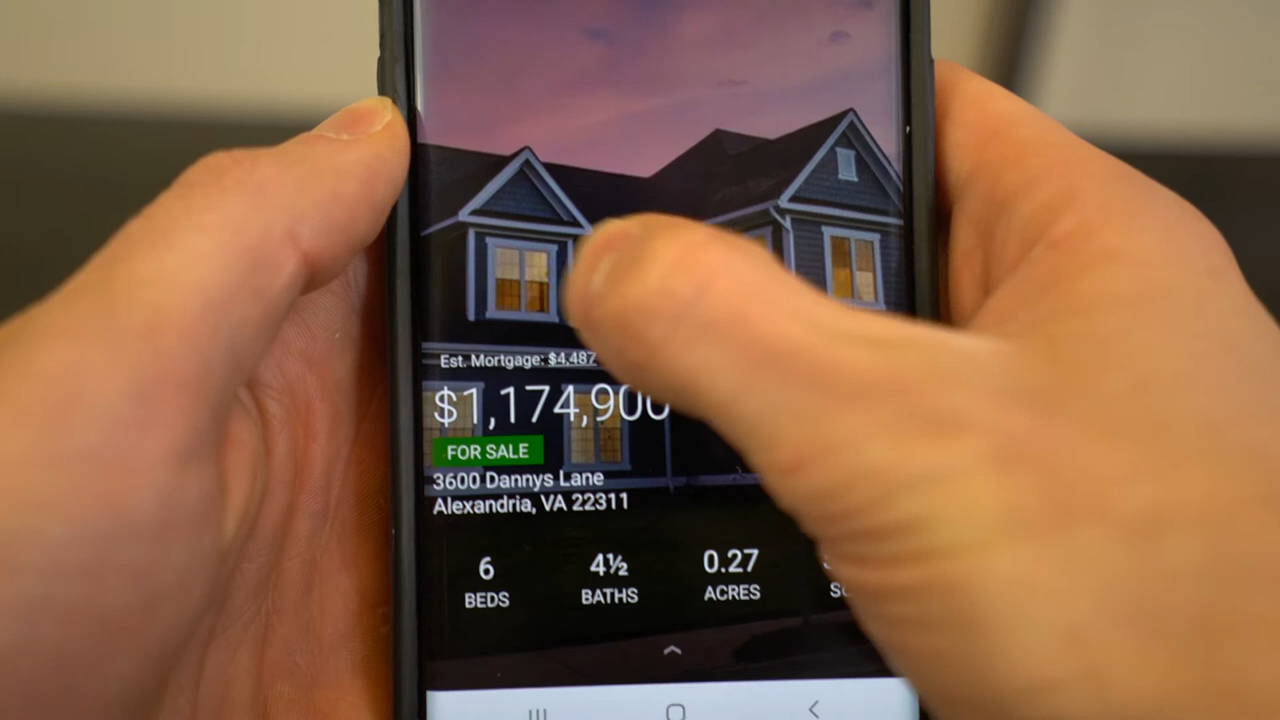 Est. Mortgage: $4,487
$1,174,900
FOR SALE
3600 Dannys Lane
Alexandria, VA 22311
6
4½
0.27
BEDS
BATHS
ACRES